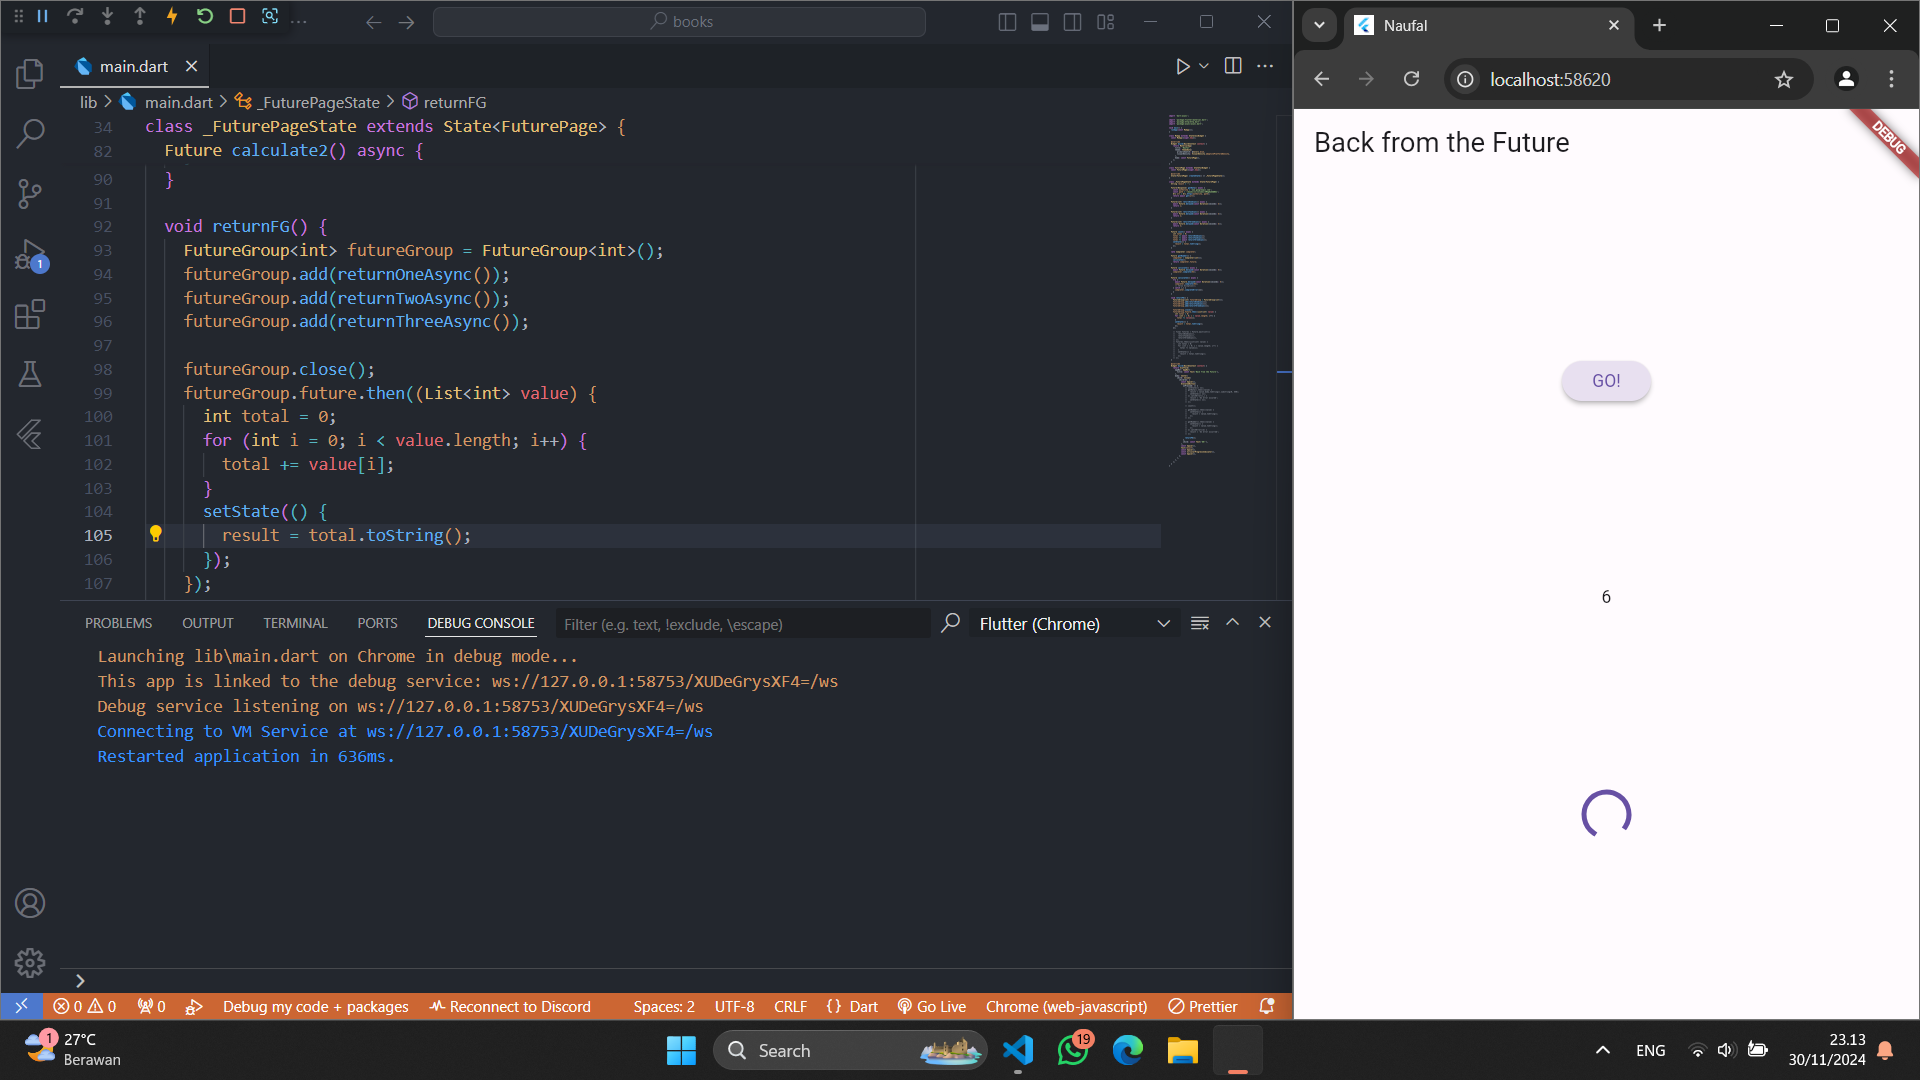 books
main.dart
lib > main.dart > _FuturePageState > returnFG
34 class _FuturePageState extends State<FuturePage> {
82 Future calculate2() async {
90 }
91
92 void returnFG() {
93 FutureGroup<int> futureGroup = FutureGroup<int>();
94 futureGroup.add(returnOneAsync());
95 futureGroup.add(returnTwoAsync());
96 futureGroup.add(returnThreeAsync());
97
98 futureGroup.close();
99 futureGroup.future.then((List<int> value) {
100 int total = 0;
101 for (int i = 0; i < value.length; i++) {
102 total += value[i];
103 }
104 setState(() {
105 result = total.toString();
106 });
107 });
1
PROBLEMS OUTPUT TERMINAL PORTS DEBUG CONSOLE Filter (e.g. text, !exclude, \escape) Flutter (Chrome)
Launching lib\main.dart on Chrome in debug mode...
This app is linked to the debug service: ws://127.0.0.1:58753/XUDeGrysXF4=/ws
Debug service listening on ws://127.0.0.1:58753/XUDeGrysXF4=/ws
Connecting to VM Service at ws://127.0.0.1:58753/XUDeGrysXF4=/ws
Restarted application in 636ms.
>
0 0 0 Debug my code + packages Reconnect to Discord Spaces: 2 UTF-8 CRLF {} Dart Go Live Chrome (web-javascript) Prettier
Naufal
localhost:58620
Back from the Future
DEBUG
GO!
6
1 27°C
Berawan
Search
19
ENG
23.13
30/11/2024